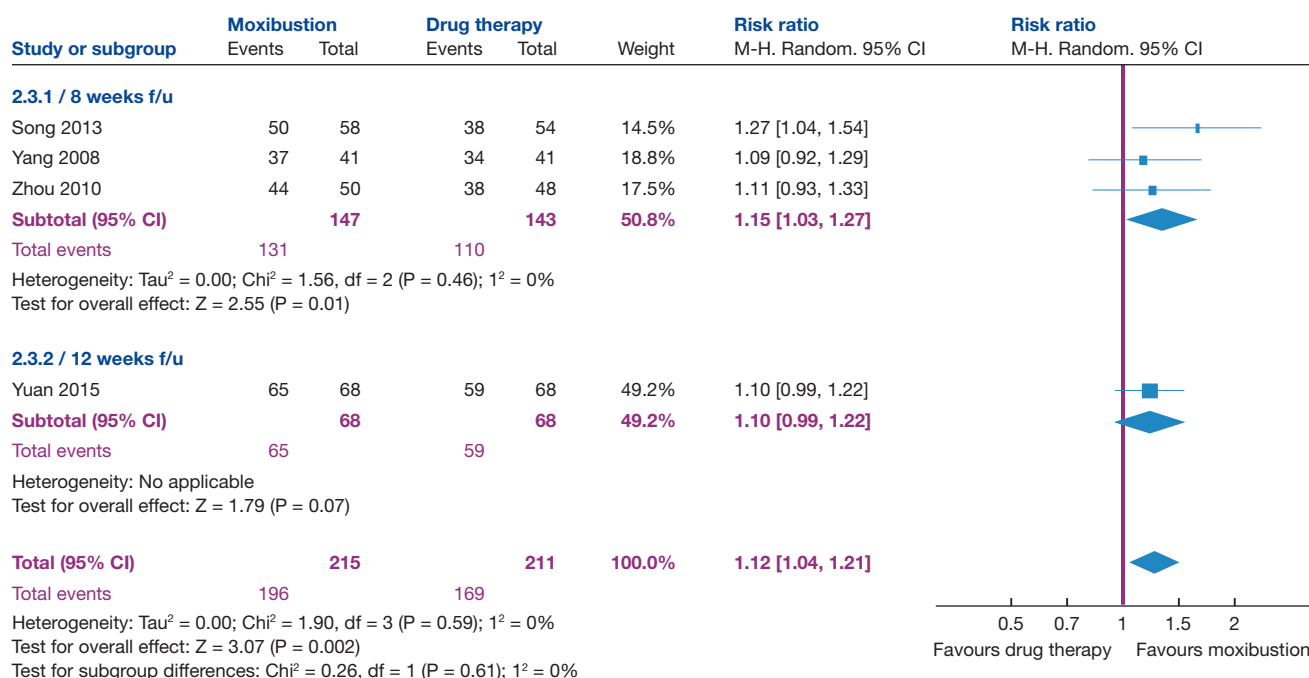 Moxibustion Drug therapy Risk ratio Risk ratio
Study or subgroup Events Total Events Total Weight M-H. Random. 95% CI M-H. Random. 95% CI
2.3.1 / 8 weeks f/u
Song 2013 50 58 38 54 14.5% 1.27 [1.04, 1.54]
Yang 2008 37 41 34 41 18.8% 1.09 [0.92, 1.29]
Zhou 2010 44 50 38 48 17.5% 1.11 [0.93, 1.33]
Subtotal (95% CI) 147 143 50.8% 1.15 [1.03, 1.27]
Total events 131 110
Heterogeneity: Tau² = 0.00; Chi² = 1.56, df = 2 (P = 0.46); 1² = 0%
Test for overall effect: Z = 2.55 (P = 0.01)
2.3.2 / 12 weeks f/u
Yuan 2015 65 68 59 68 49.2% 1.10 [0.99, 1.22]
Subtotal (95% CI) 68 68 49.2% 1.10 [0.99, 1.22]
Total events 65 59
Heterogeneity: No applicable
Test for overall effect: Z = 1.79 (P = 0.07)
Total (95% CI) 215 211 100.0% 1.12 [1.04, 1.21]
Total events 196 169
Heterogeneity: Tau² = 0.00; Chi² = 1.90, df = 3 (P = 0.59); 1² = 0%
Test for overall effect: Z = 3.07 (P = 0.002)
Test for subgroup differences: Chi² = 0.26, df = 1 (P = 0.61); 1² = 0%
0.5 0.7 1 1.5 2
Favours drug therapy Favours moxibustion